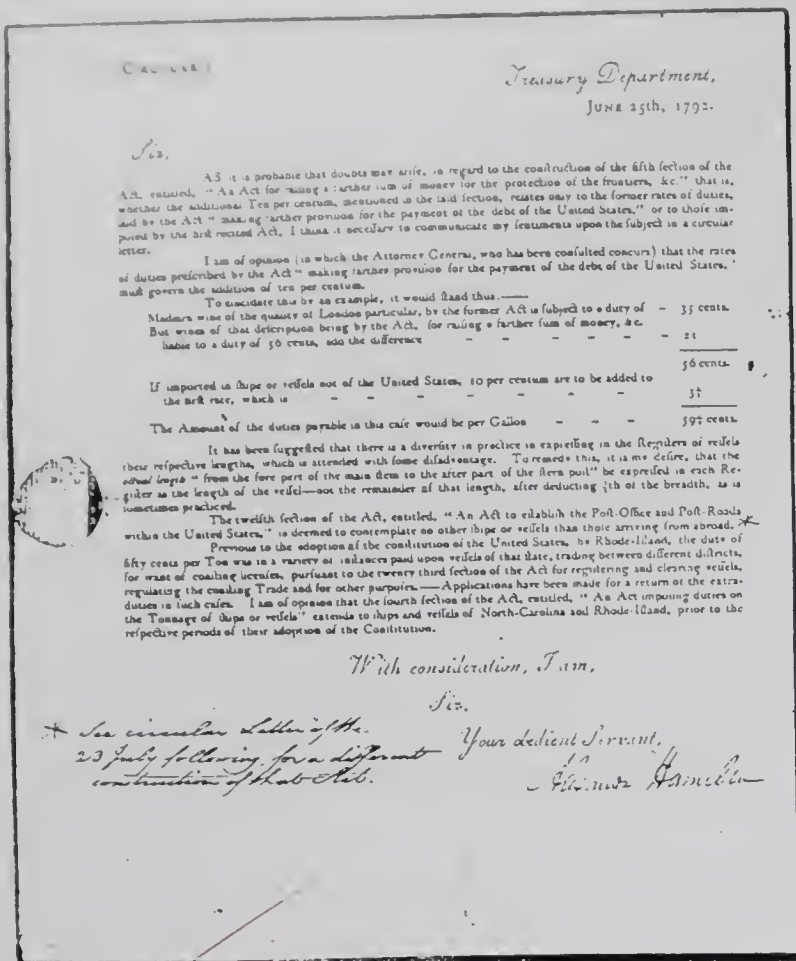 Treasury Department,
JUNE 25th, 1792.
Sir,
AS it is probable that doubts may arise, in regard to the construction of the fifth section of the
Act, entitled, "An Act for raising a farther sum of money for the protection of the frontiers, &c." that is,
whether the additional Ten per centum, mentioned in the said section, relates only to the former rates of duties,
laid by the Act "making farther provision for the payment of the debt of the United States," or to those im-
posed by the first recited Act, I think it necessary to communicate my sentiments upon the subject in a circular
letter.
I am of opinion (in which the Attorney General, who has been consulted concurs) that the rates
of duties prescribed by the Act "making farther provision for the payment of the debt of the United States,"
must govern the addition of ten per centum.
To elucidate this by an example, it would stand thus.——
Madeira wine of the quality of London particular, by the former Act is subject to a duty of - 35 cents.
But wines of that description being by the Act, for raising a farther sum of money, &c.
liable to a duty of 56 cents, add the difference - - - - - 21
56 cents.
If imported in ships or vessels not of the United States, 10 per centum are to be added to
the first rate, which is - - - - - - - - 3½
The Amount of the duties payable in this case would be per Gallon - - - 59½ cents.
It has been suggested that there is a diversity in practice in expressing in the Registers of vessels
their respective lengths, which is attended with some disadvantage. To remedy this, it is my desire, that the
actual length "from the fore part of the main stem to the after part of the stern post" be expressed in each Re-
gister as the length of the vessel—not the remainder of that length, after deducting ⅗th of the breadth, as is
sometimes practiced.
The twelfth section of the Act, entitled, "An Act to establish the Post-Office and Post-Roads
within the United States," is deemed to contemplate no other ships or vessels than those arriving from abroad. *
Previous to the adoption of the constitution of the United States, by Rhode-Island, the duty of
fifty cents per Ton was in a variety of instances paid upon vessels of that state, trading between different districts,
for want of coasting licenses, pursuant to the twenty third section of the Act for registering and clearing vessels,
regulating the coasting Trade and for other purposes.——Applications have been made for a return of the extra-
duties in such cases. I am of opinion that the fourth section of the Act, entitled, "An Act imposing duties on
the Tonnage of ships or vessels" extends to ships and vessels of North-Carolina and Rhode-Island, prior to the
respective periods of their adoption of the Constitution.
With consideration, I am,
Sir,
Your obedient Servant,
Alexander Hamilton
* See circular Letter of the
23 July following, for a different
construction of that